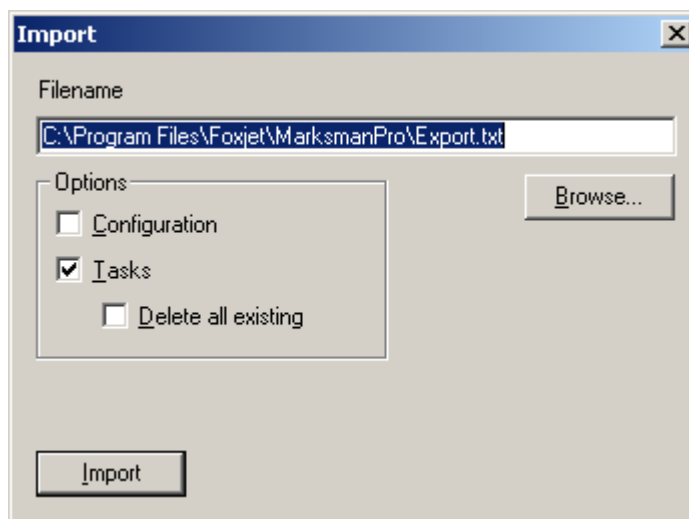 Import
Filename
C:\Program Files\Foxjet\MarksmanPro\Export.txt
Options
Browse...
Configuration
Tasks
Delete all existing
Import